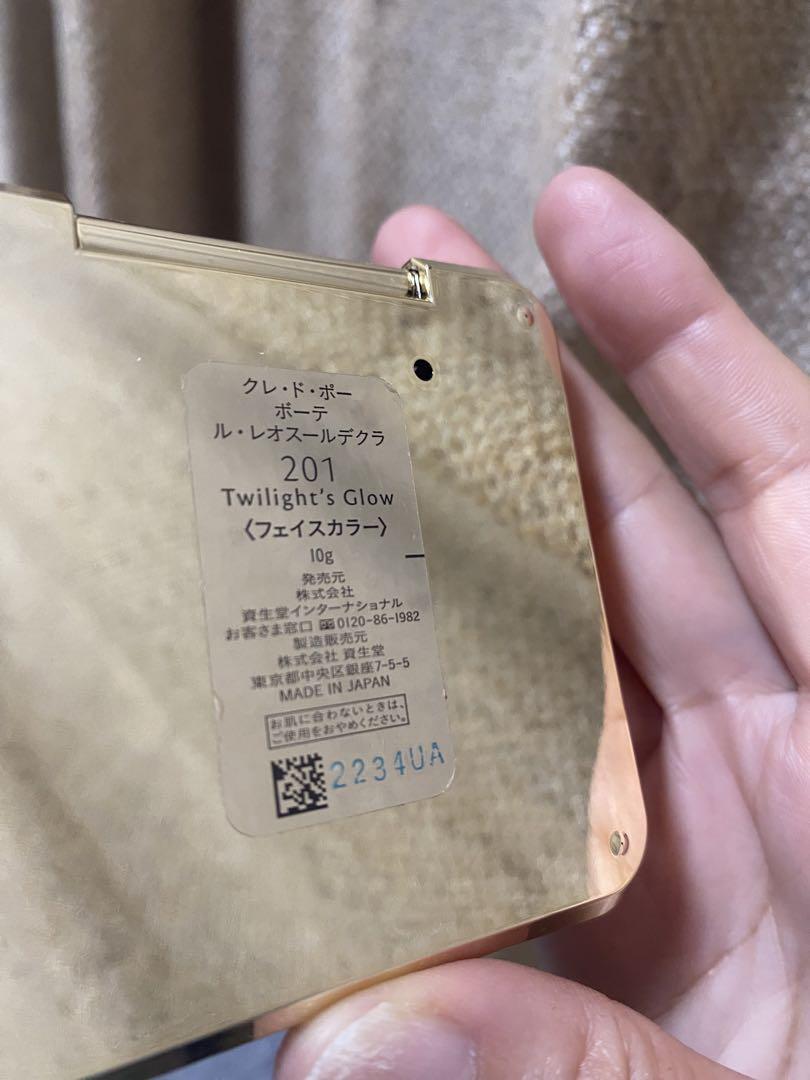 クレ・ド・ポー
ボーテ
ル・レオスールデクラ
201
Twilight's Glow
〈フェイスカラー〉
10g
発売元
株式会社
資生堂インターナショナル
お客さま窓口 0120-86-1982
製造販売元
株式会社 資生堂
東京都中央区銀座7-5-5
MADE IN JAPAN
お肌に合わないときは、
ご使用をおやめください。
2234UA